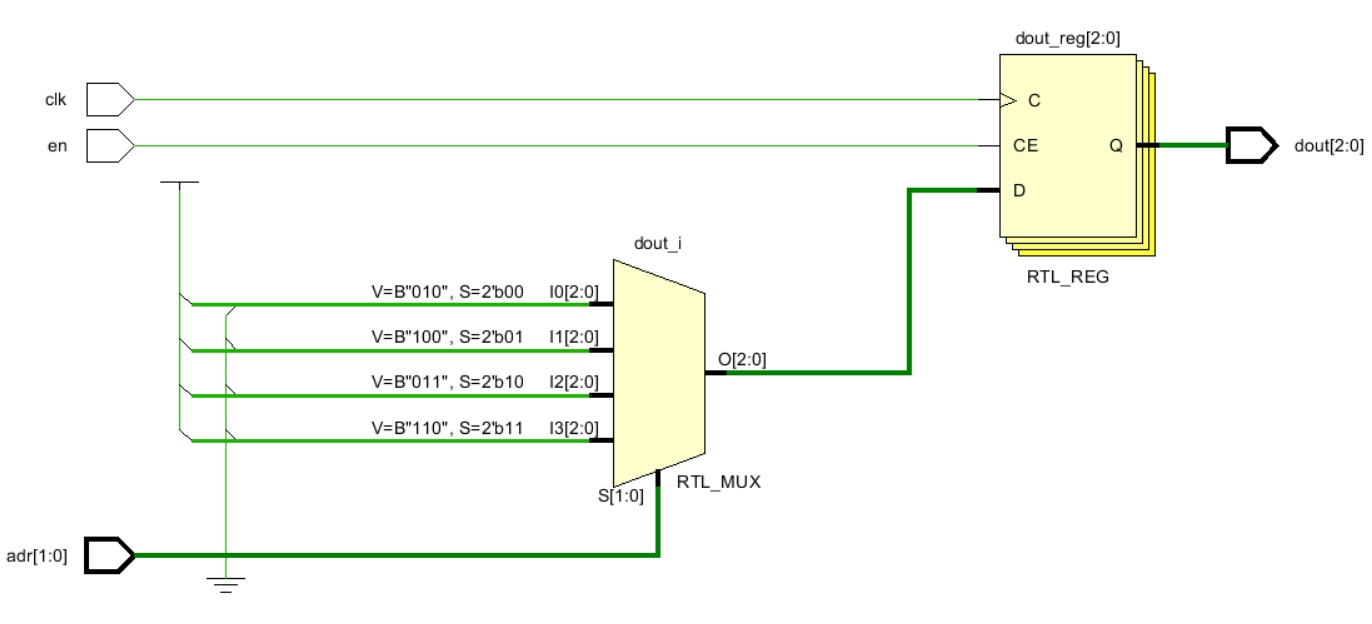 dout_reg[2:0]
clk
C
en
CE
Q
dout[2:0]
D
dout_i
RTL_REG
V=B"010", S=2'b00 I0[2:0]
V=B"100", S=2'b01 I1[2:0]
O[2:0]
V=B"011", S=2'b10 I2[2:0]
V=B"110", S=2'b11 I3[2:0]
RTL_MUX
S[1:0]
adr[1:0]